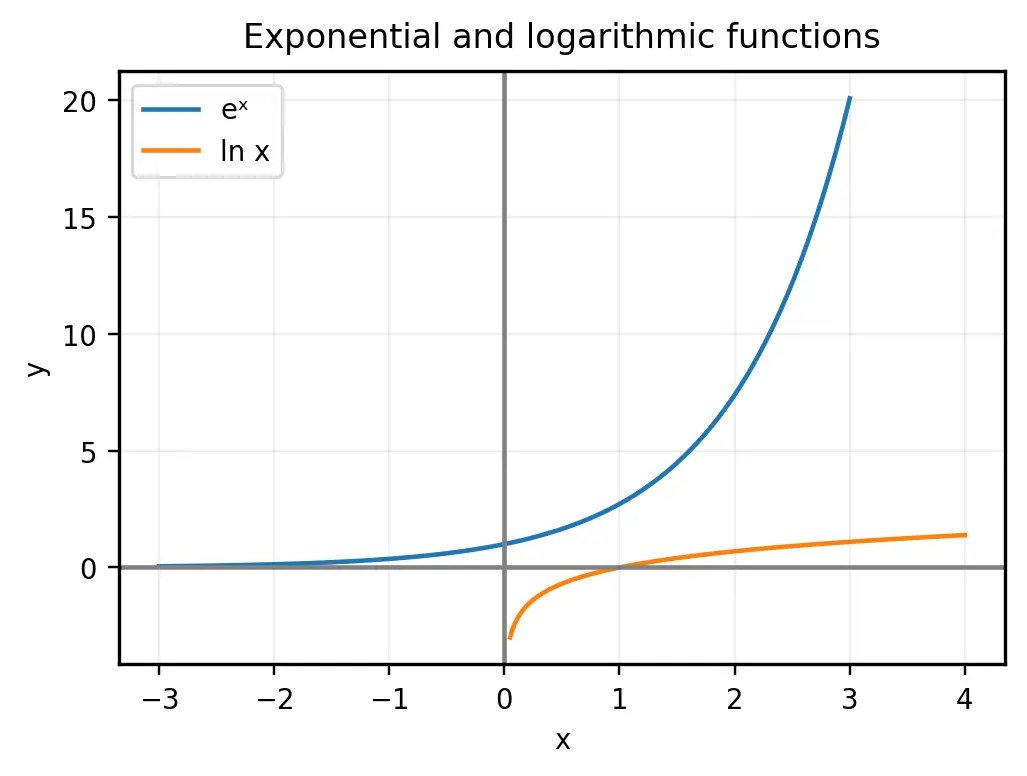 Exponential and logarithmic functions
eˣ
ln x
20
15
10
5
0
y
−3 −2 −1 0 1 2 3 4
x